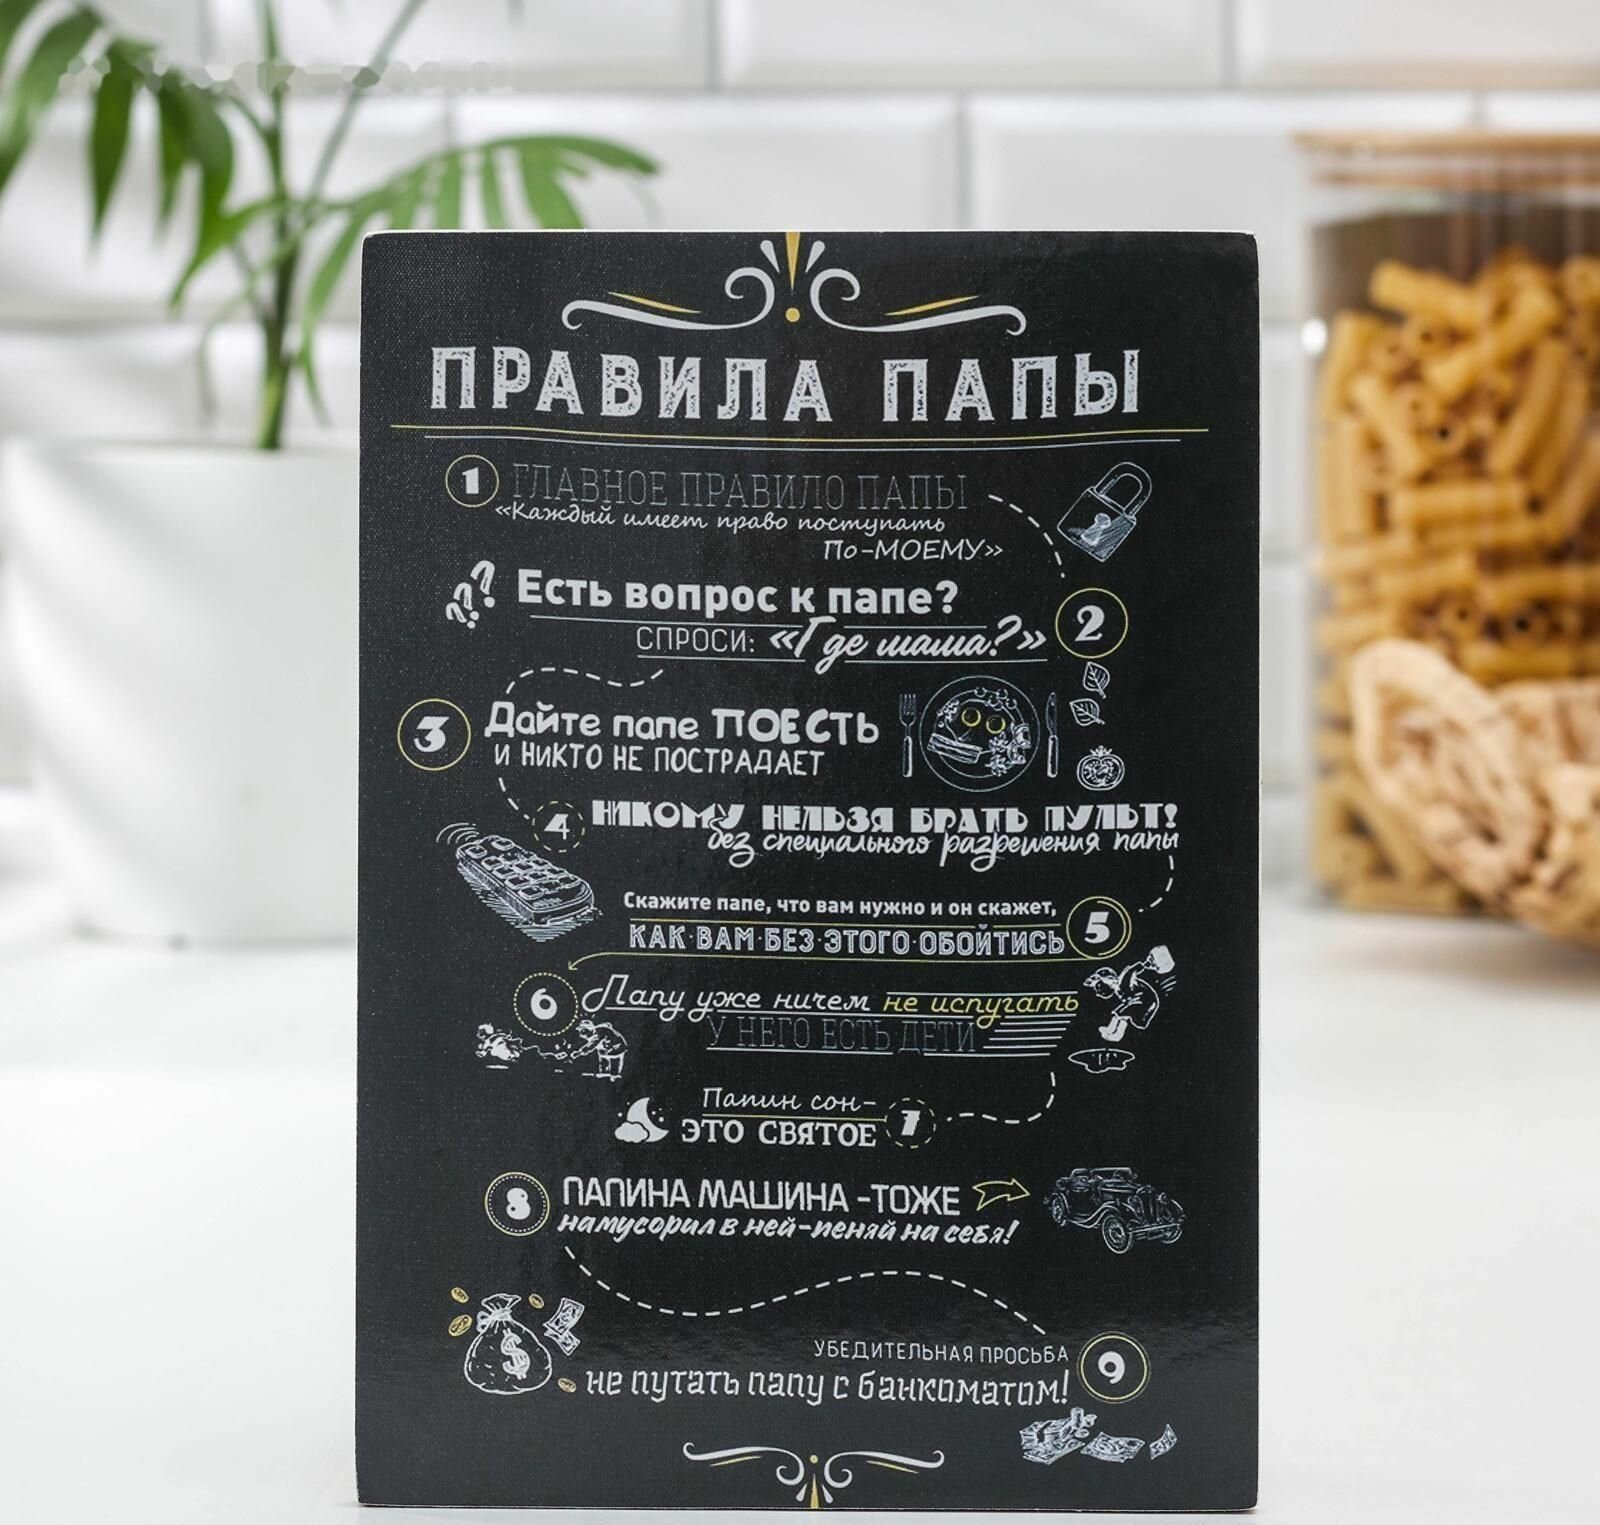 ПРАВИЛА ПАПЫ
1 ГЛАВНОЕ ПРАВИЛО ПАПЫ
«Каждый имеет право поступать
По-МОЕМУ»
??? Есть вопрос к папе?
СПРОСИ: «Где мама?» 2
3 Дайте папе ПОЕСТЬ
И НИКТО НЕ ПОСТРАДАЕТ
4 НИКОМУ НЕЛЬЗЯ БРАТЬ ПУЛЬТ!
без специального разрешения папы
Скажите папе, что вам нужно и он скажет,
КАК·ВАМ·БЕЗ·ЭТОГО·ОБОЙТИСЬ 5
6 Папу уже ничем не испугать
У НЕГО ЕСТЬ ДЕТИ
Папин сон-
ЭТО СВЯТОЕ 7
8 ПАПИНА МАШИНА -ТОЖЕ
намусорил в ней-пеняй на себя!
$
УБЕДИТЕЛЬНАЯ ПРОСЬБА 9
не путать папу с банкоматом!